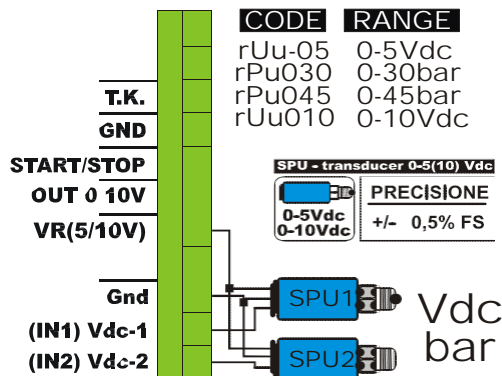 CODE RANGE
rUu-05 0-5Vdc
rPu030 0-30bar
rPu045 0-45bar
rUu010 0-10Vdc
T.K.
GND
START/STOP
OUT 0 10V
VR(5/10V)
Gnd
(IN1) Vdc-1
(IN2) Vdc-2
SPU - transducer 0-5(10) Vdc
0-5Vdc
0-10Vdc
PRECISIONE
+/- 0,5% FS
SPU1
SPU2
Vdc
bar